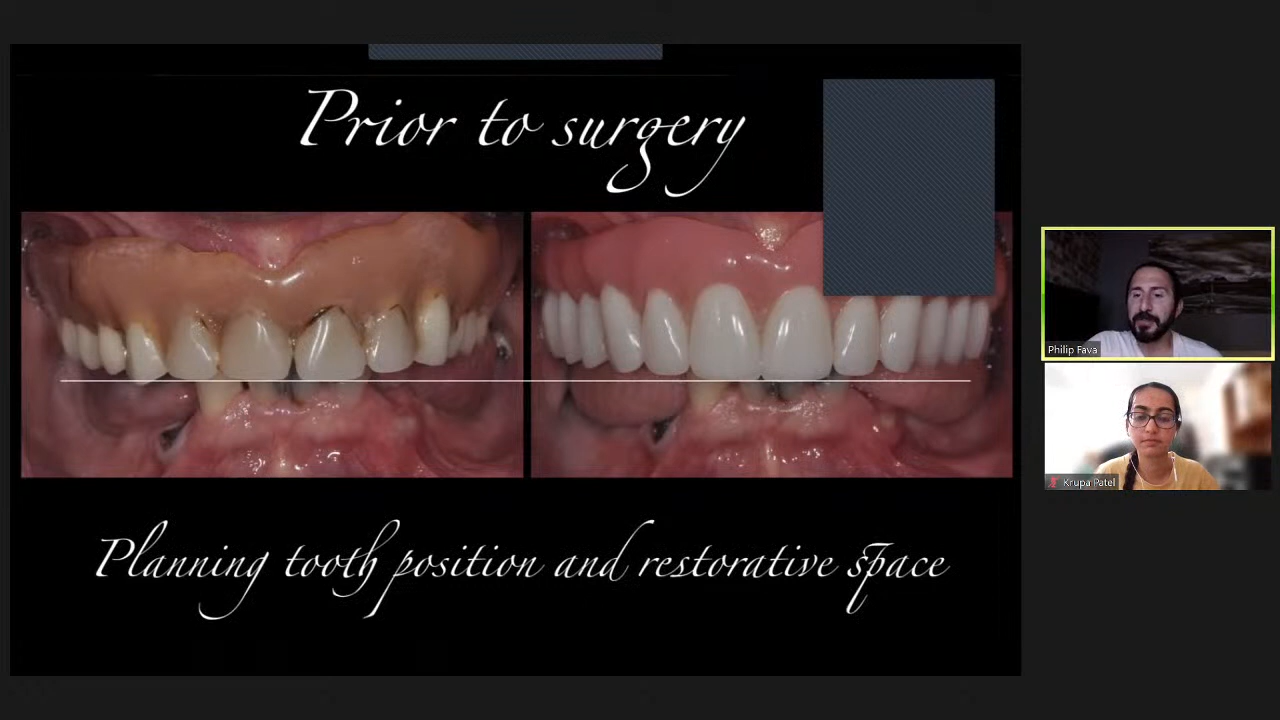 Prior to surgery
Planning tooth position and restorative space
Philip Fava
Krupa Patel